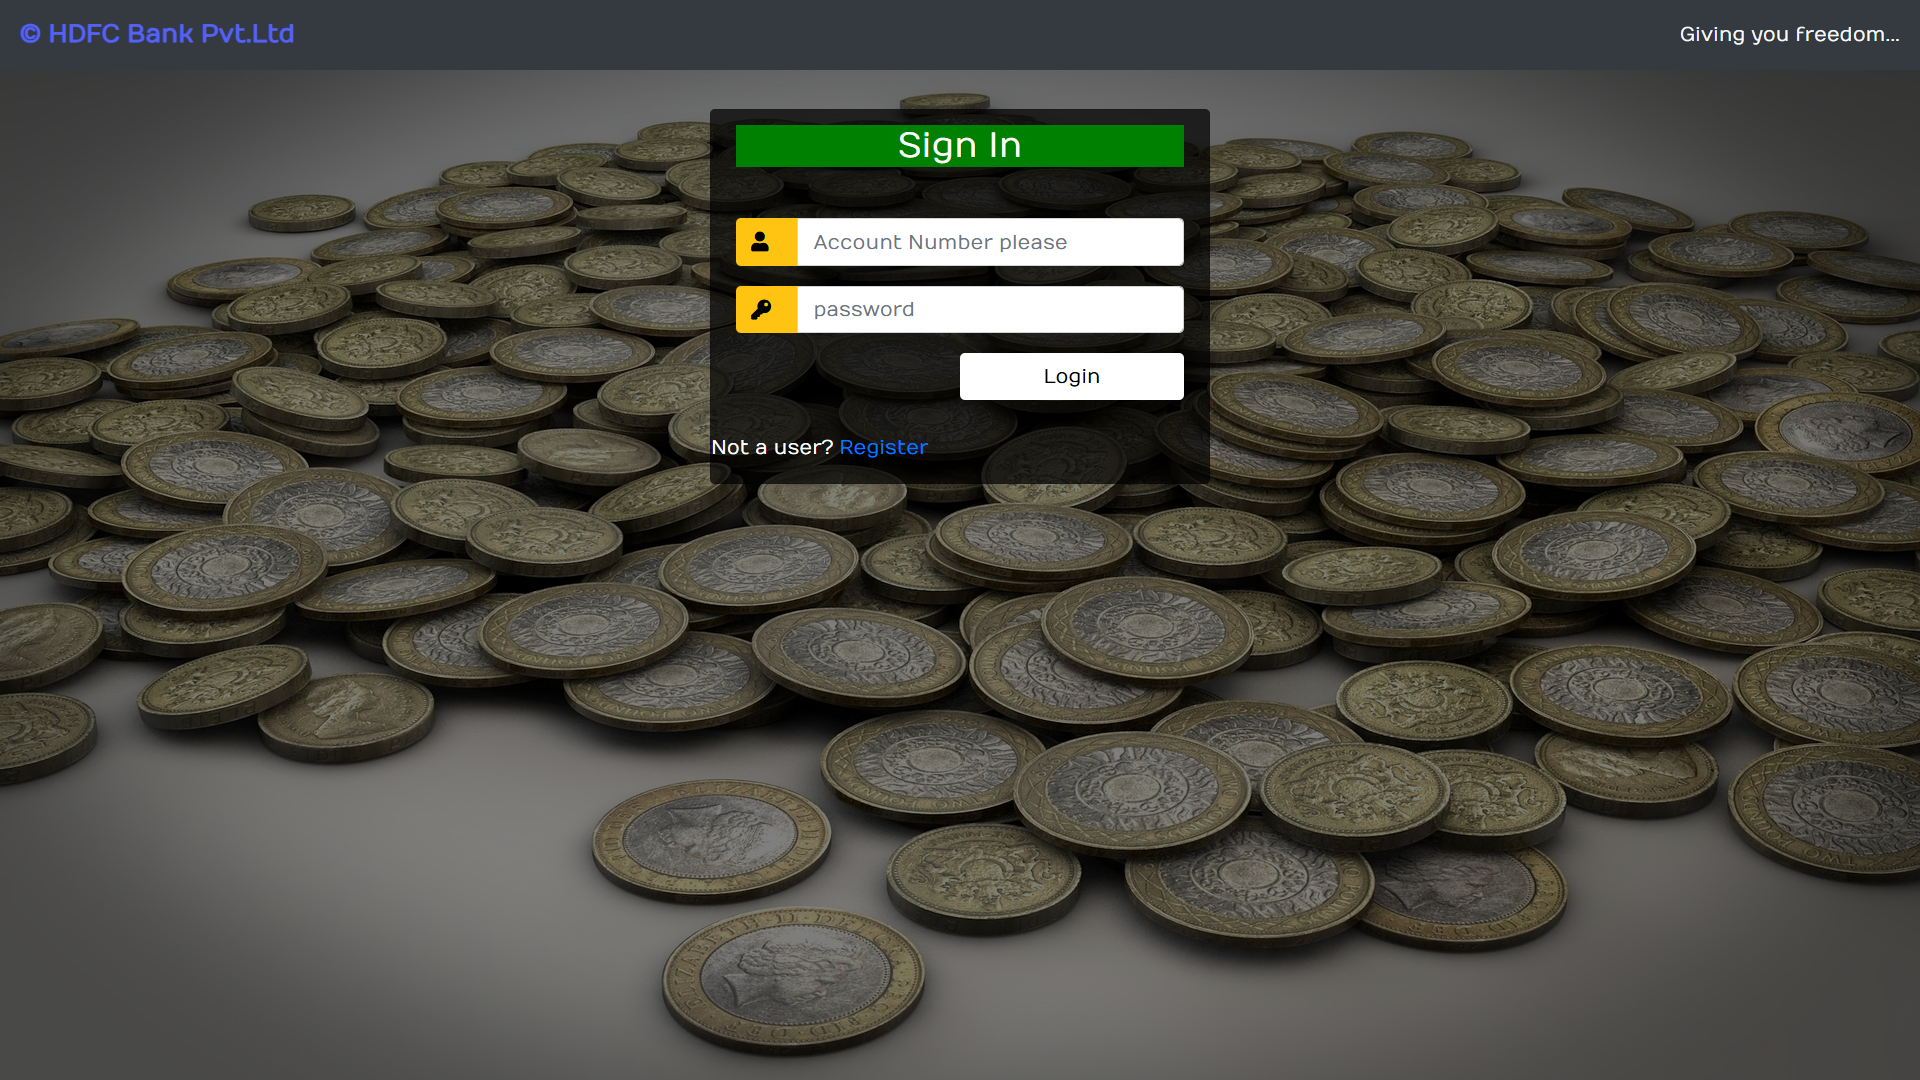 © HDFC Bank Pvt.Ltd
Giving you freedom...
Sign In
Account Number please
password
Login
Not a user? Register